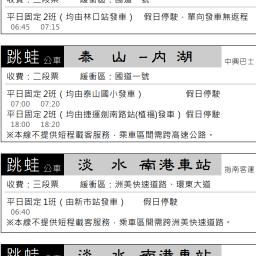 收費：三段票　　緩衝區：國道一號
平日固定2班（均由林口站發車）　假日停駛，單向發車無返程
06:45　07:15
跳蛙公車　泰 山－內 湖　中興巴士
收費：二段票　　緩衝區：國道一號
平日固定2班（均由泰山國小發車）　　假日停駛
07:00　07:20
平日固定2班（均由捷運劍南路站(植福)發車）　假日停駛
18:00　18:20
※本線不提供短程載客服務，乘車區間需跨高速公路。
跳蛙公車　淡 水－南港車站　指南客運
收費：三段票　　緩衝區：洲美快速道路、環東大道
平日固定1班（由新市站發車）　　假日停駛
06:40
※本線不提供短程載客服務，乘車區間需跨洲美快速道路。
跳蛙公車　淡 水－南港車站